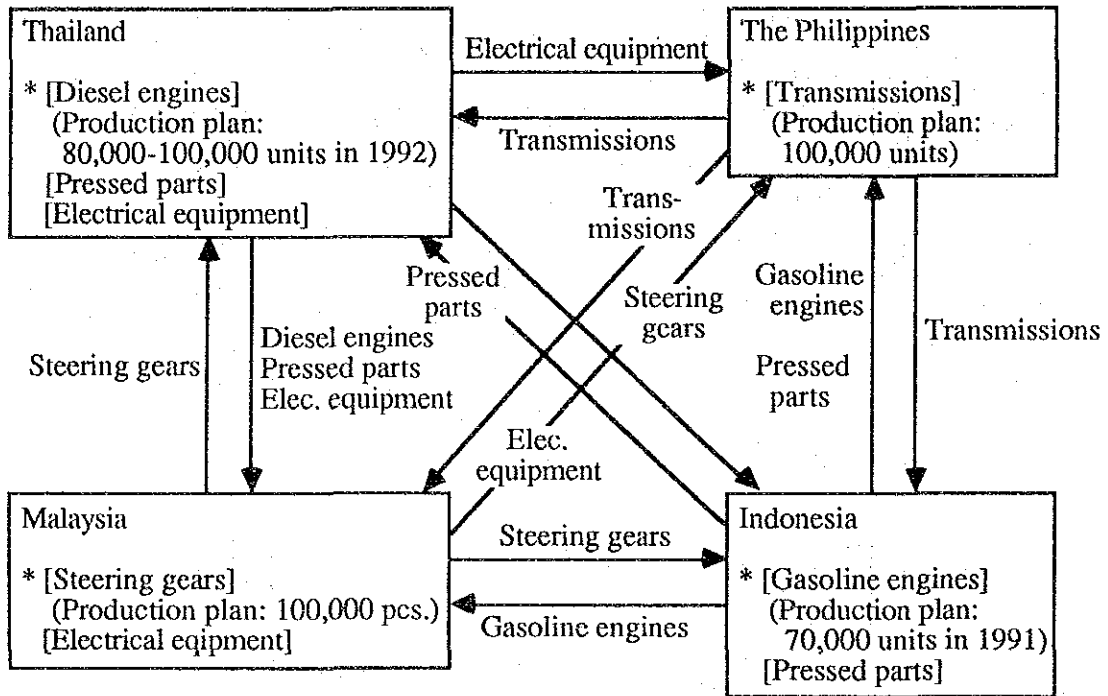 Thailand
* [Diesel engines]
(Production plan:
80,000-100,000 units in 1992)
[Pressed parts]
[Electrical equipment]
Electrical equipment
Transmissions
The Philippines
* [Transmissions]
(Production plan:
100,000 units)
Trans-
missions
Pressed
parts
Steering
gears
Gasoline
engines
Pressed
parts
Transmissions
Steering gears
Diesel engines
Pressed parts
Elec. equipment
Elec.
equipment
Malaysia
* [Steering gears]
(Production plan: 100,000 pcs.)
[Electrical eqipment]
Steering gears
Gasoline engines
Indonesia
* [Gasoline engines]
(Production plan:
70,000 units in 1991)
[Pressed parts]